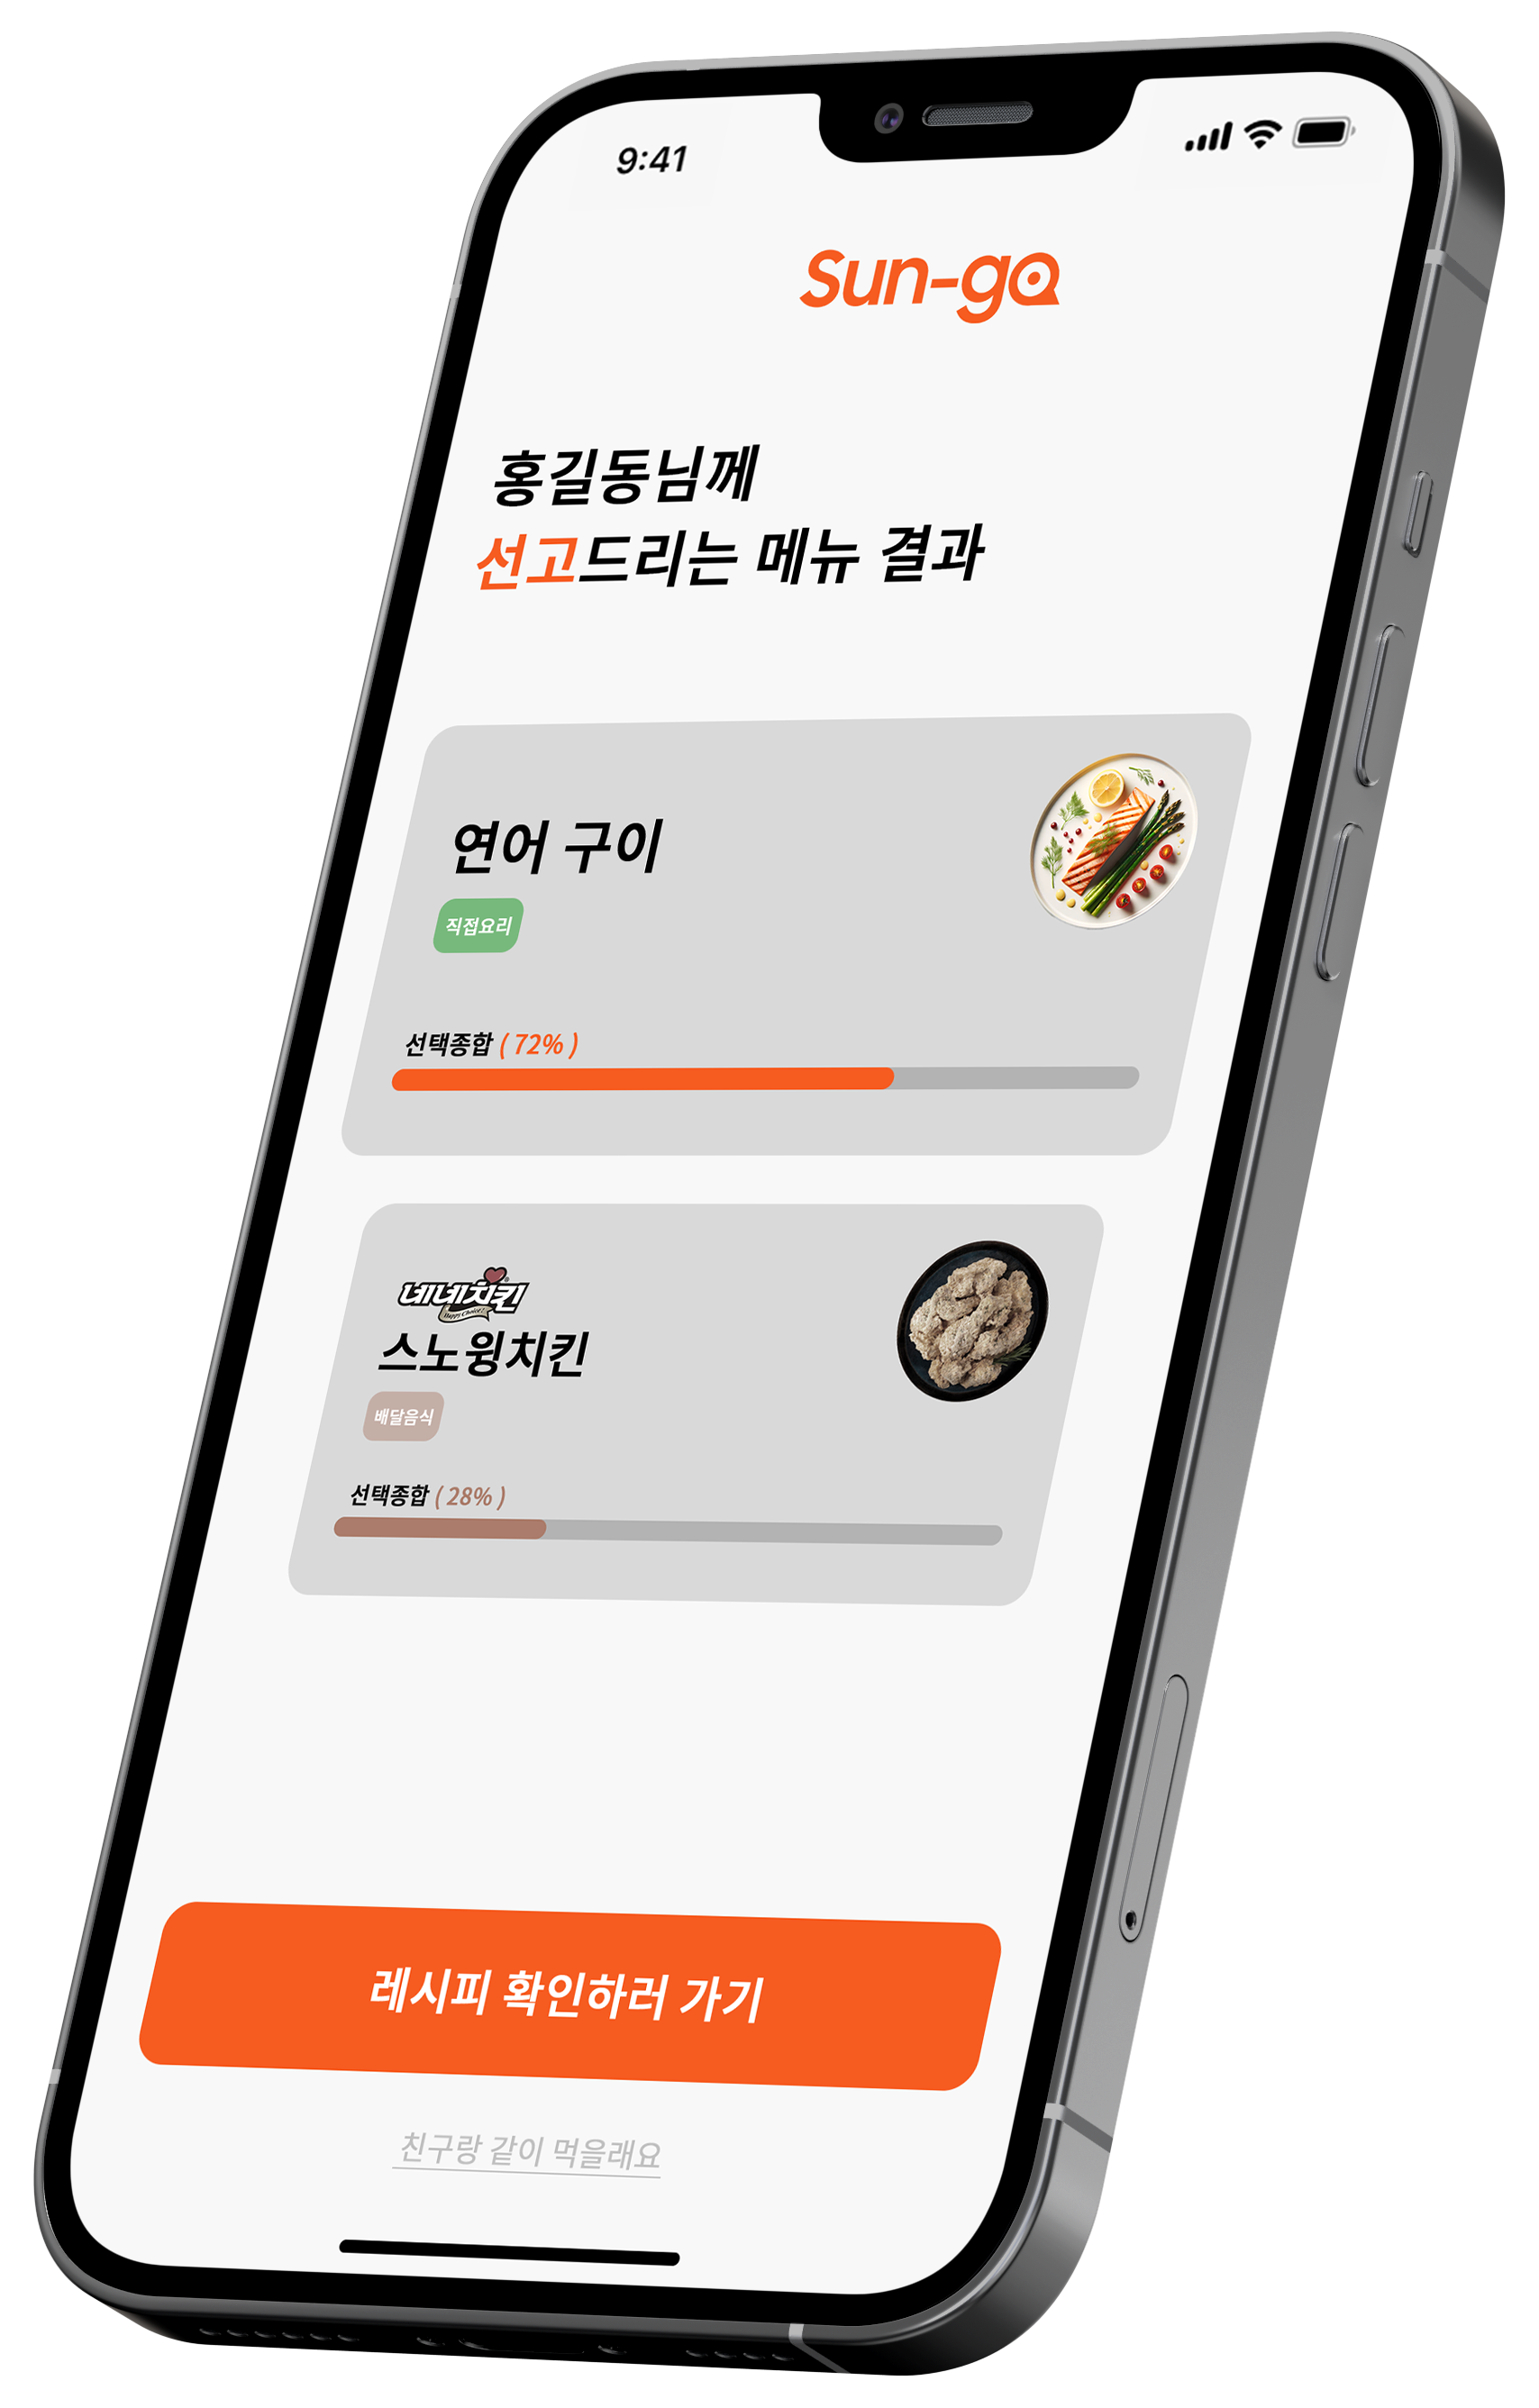 9:41
Sun-go
홍길동님께
선고드리는 메뉴 결과
연어 구이
직접요리
선택종합 ( 72% )
네네치킨®
Happy Choice!
스노윙치킨
배달음식
선택종합 ( 28% )
레시피 확인하러 가기
친구랑 같이 먹을래요